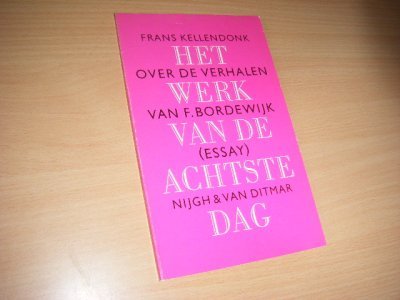 FRANS KELLENDONK
HET
OVER DE VERHALEN
WERK
VAN F. BORDEWIJK
VAN DE
(ESSAY)
ACHTSTE
NIJGH & VAN DITMAR
DAG